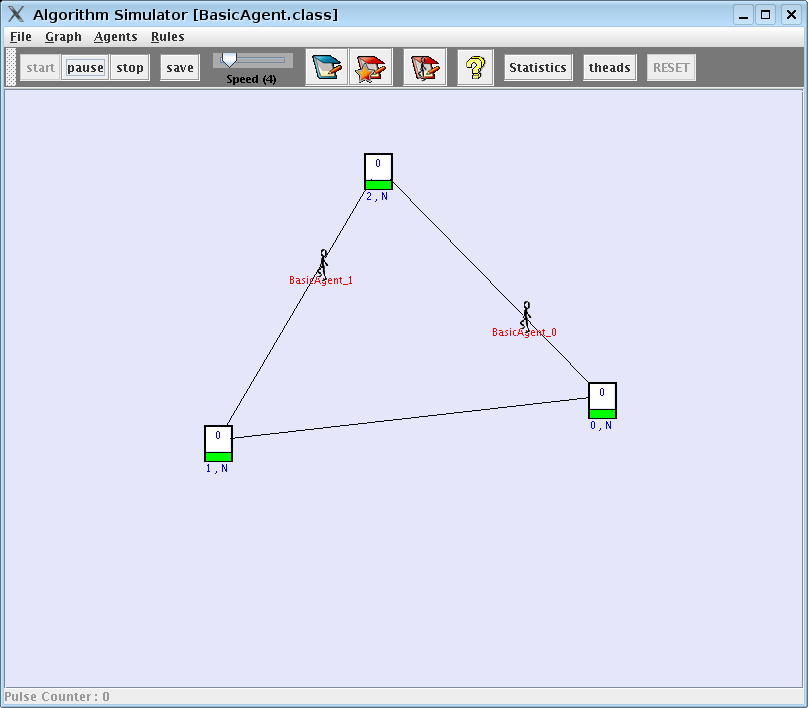 Algorithm Simulator [BasicAgent.class]
File Graph Agents Rules
start pause stop save Speed (4) Statistics theads RESET
0
2 , N
BasicAgent_1
BasicAgent_0
0
0 , N
0
1 , N
Pulse Counter : 0